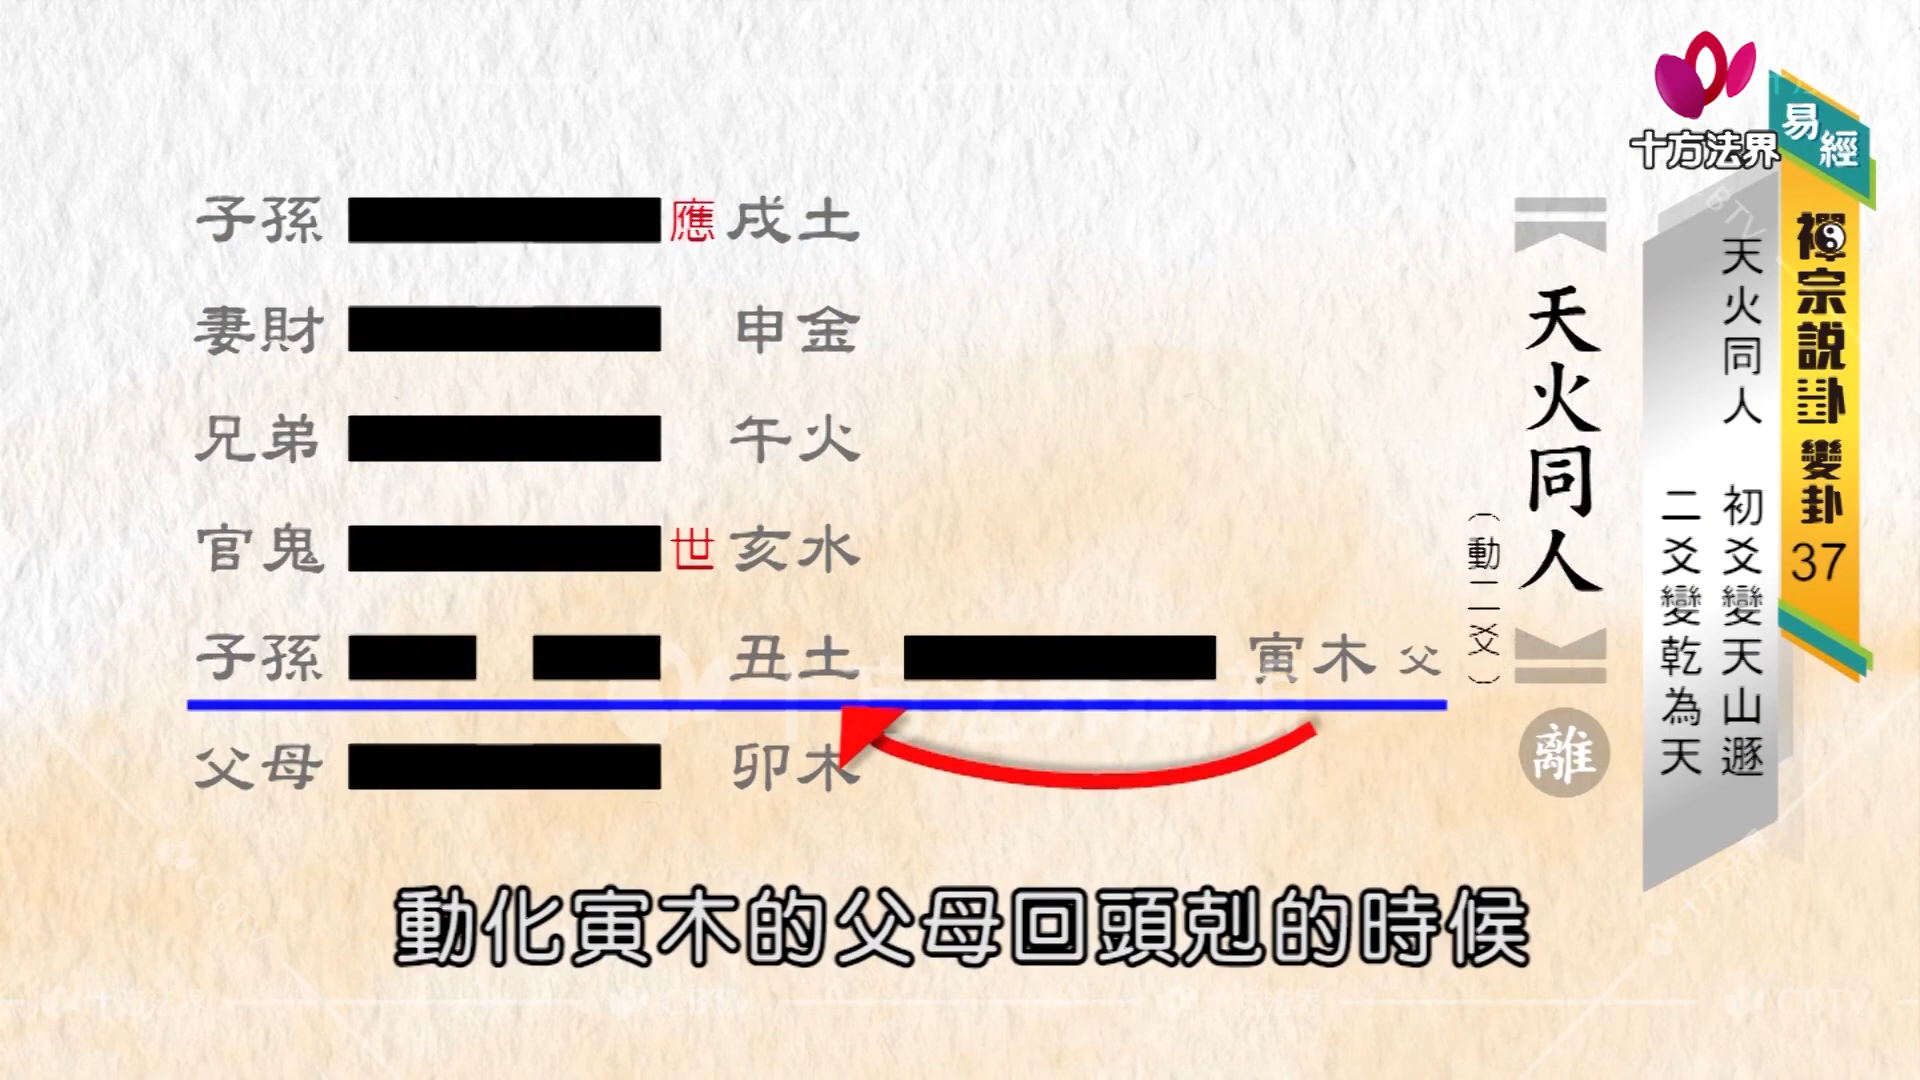 十方法界
易經
禪宗說卦 變卦 37
天火同人 初爻變天山遯
二爻變乾為天
天火同人
（動二爻）
離
子孫 應 戌土
妻財 申金
兄弟 午火
官鬼 世 亥水
子孫 丑土 寅木 父
父母 卯木
動化寅木的父母回頭剋的時候